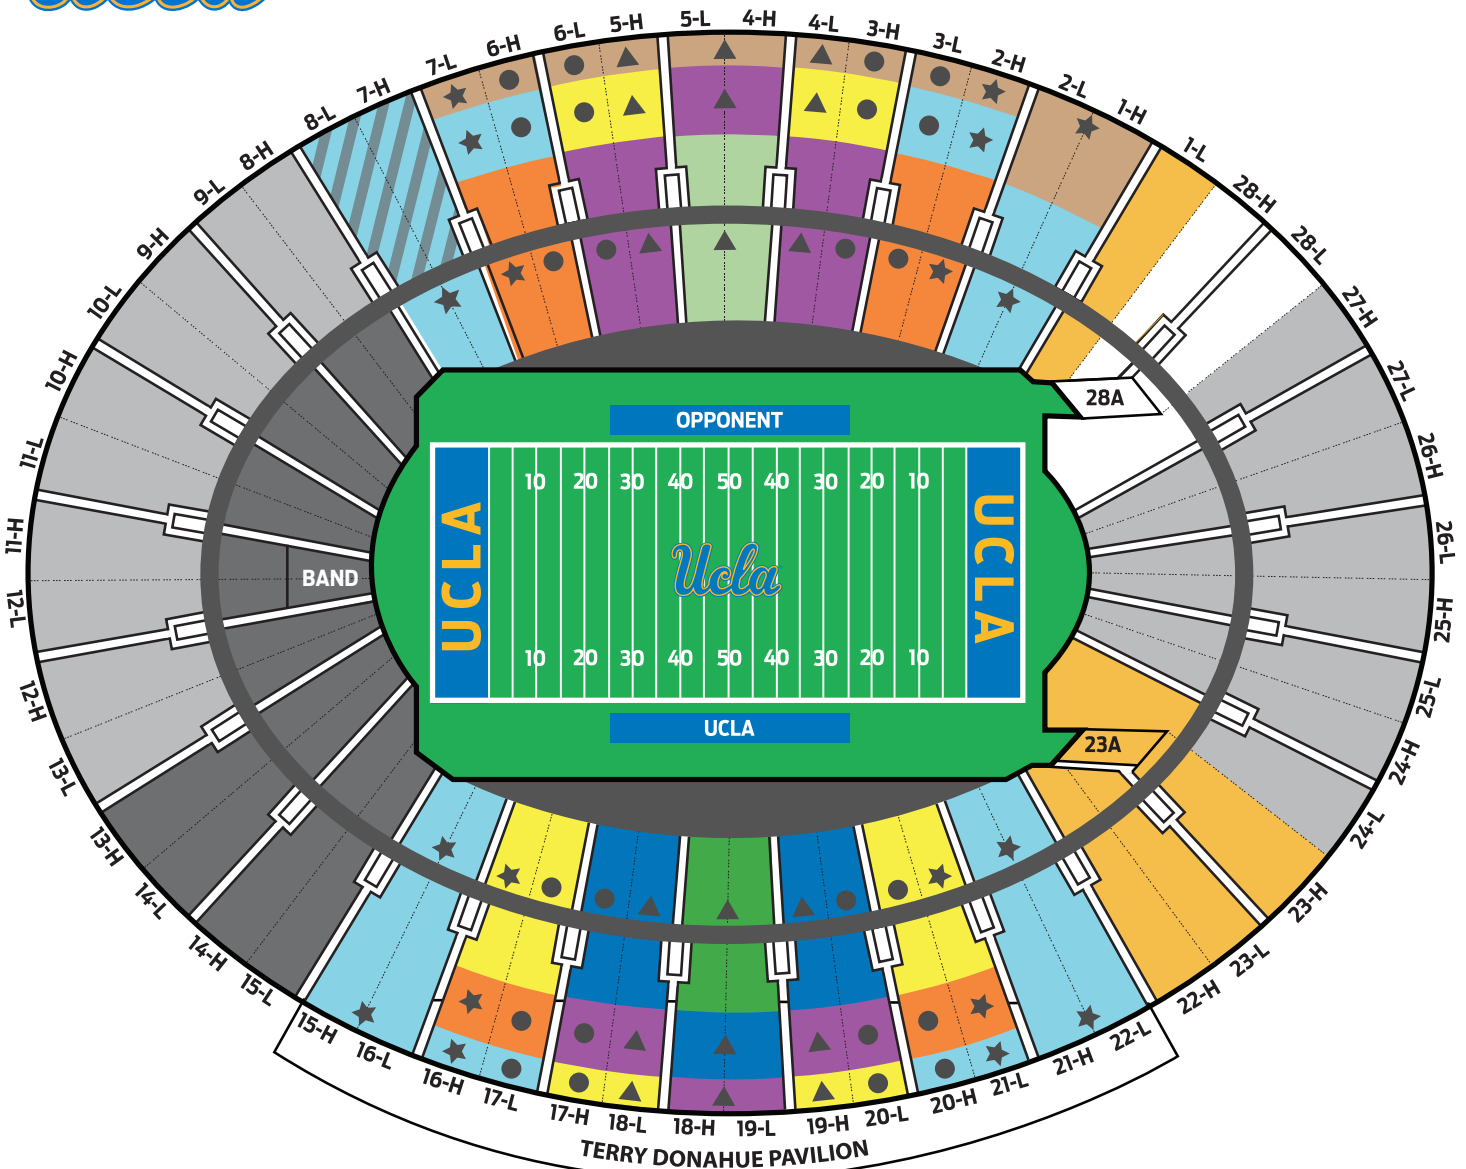 5-L
4-H
5-H
4-L
6-L
3-H
6-H
3-L
7-L
2-H
7-H
2-L
8-L
1-H
8-H
1-L
9-L
28-H
9-H
28-L
10-L
27-H
10-H
27-L
11-L
26-H
11-H
26-L
12-L
25-H
12-H
25-L
13-L
24-H
13-H
24-L
14-L
23-H
14-H
23-L
15-L
22-H
15-H
22-L
16-L
21-H
16-H
21-L
17-L
20-H
17-H
20-L
18-L
19-H
18-H
19-L
28A
OPPONENT
10 20 30 40 50 40 30 20 10
UCLA
Ucla
UCLA
BAND
10 20 30 40 50 40 30 20 10
UCLA
23A
TERRY DONAHUE PAVILION